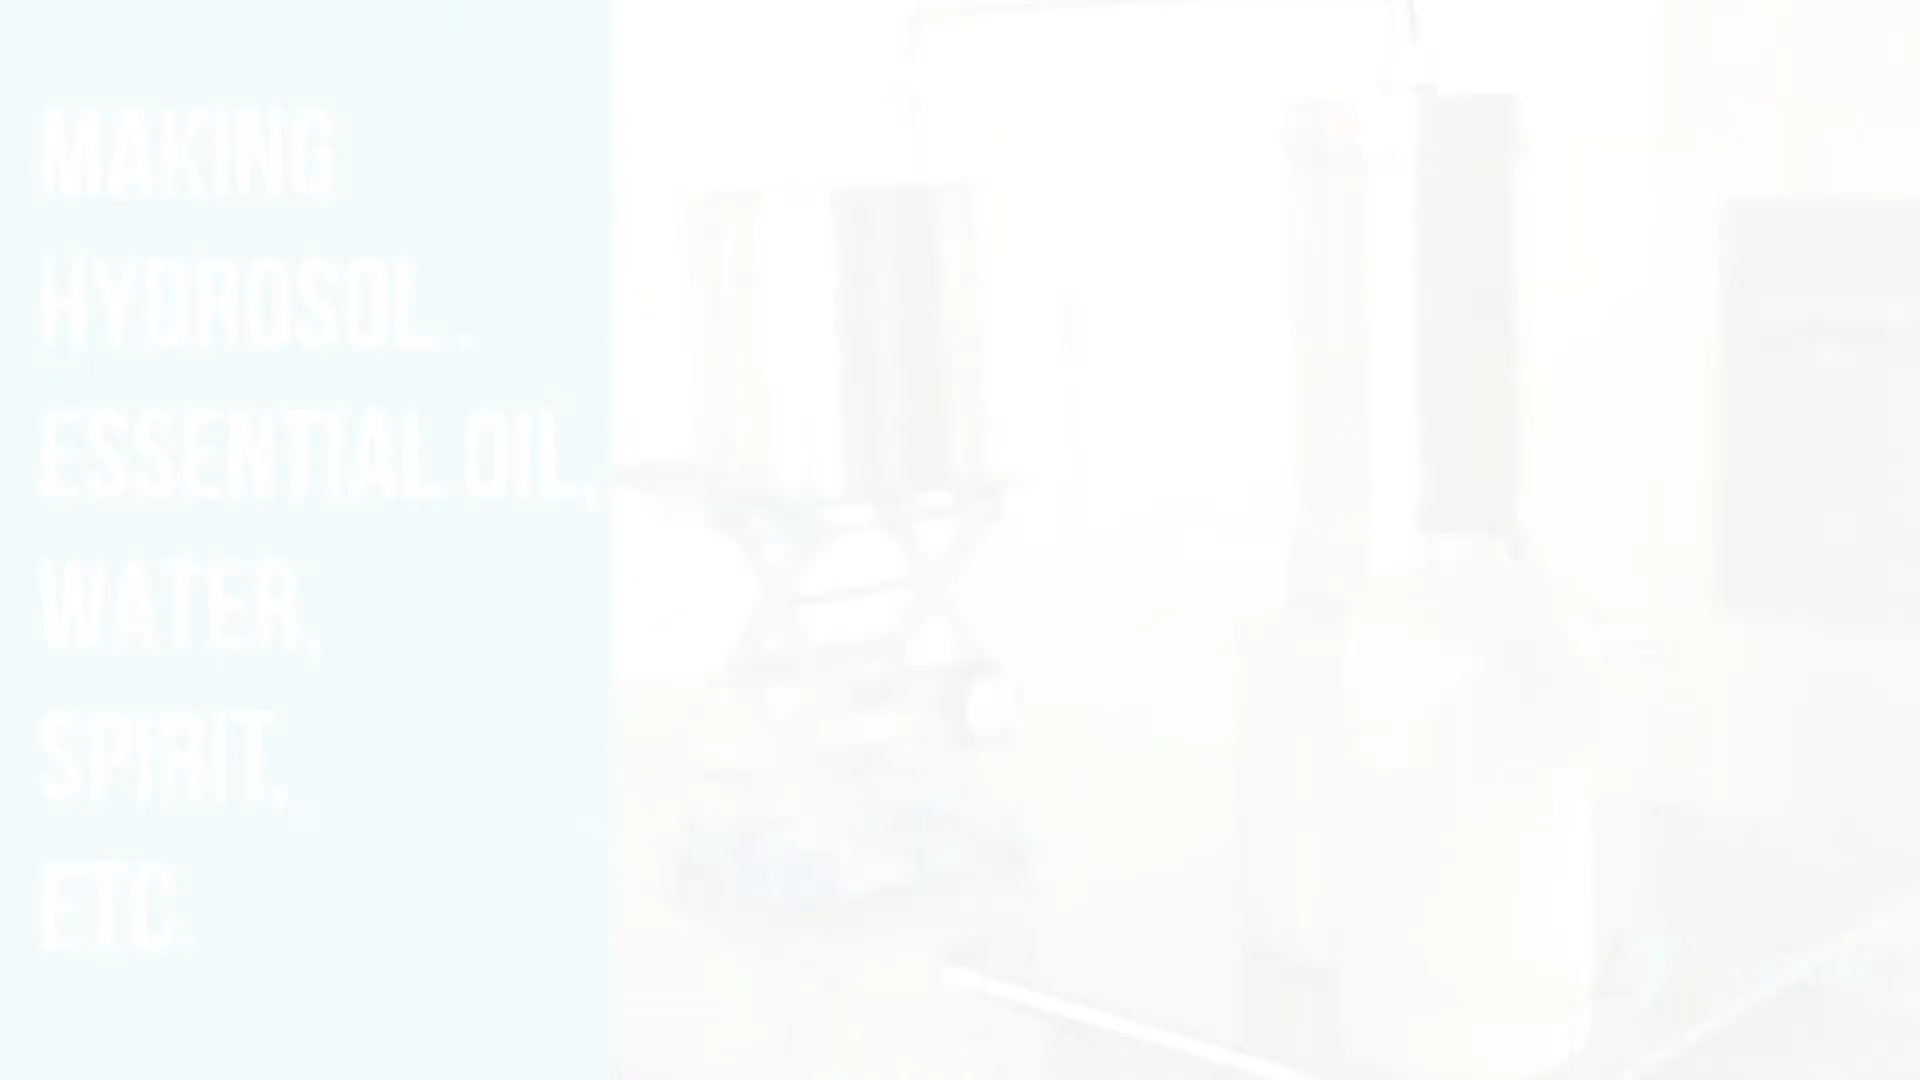 MAKING
HYDROSOL .
ESSENTIAL OIL,
WATER,
SPIRIT,
ETC.